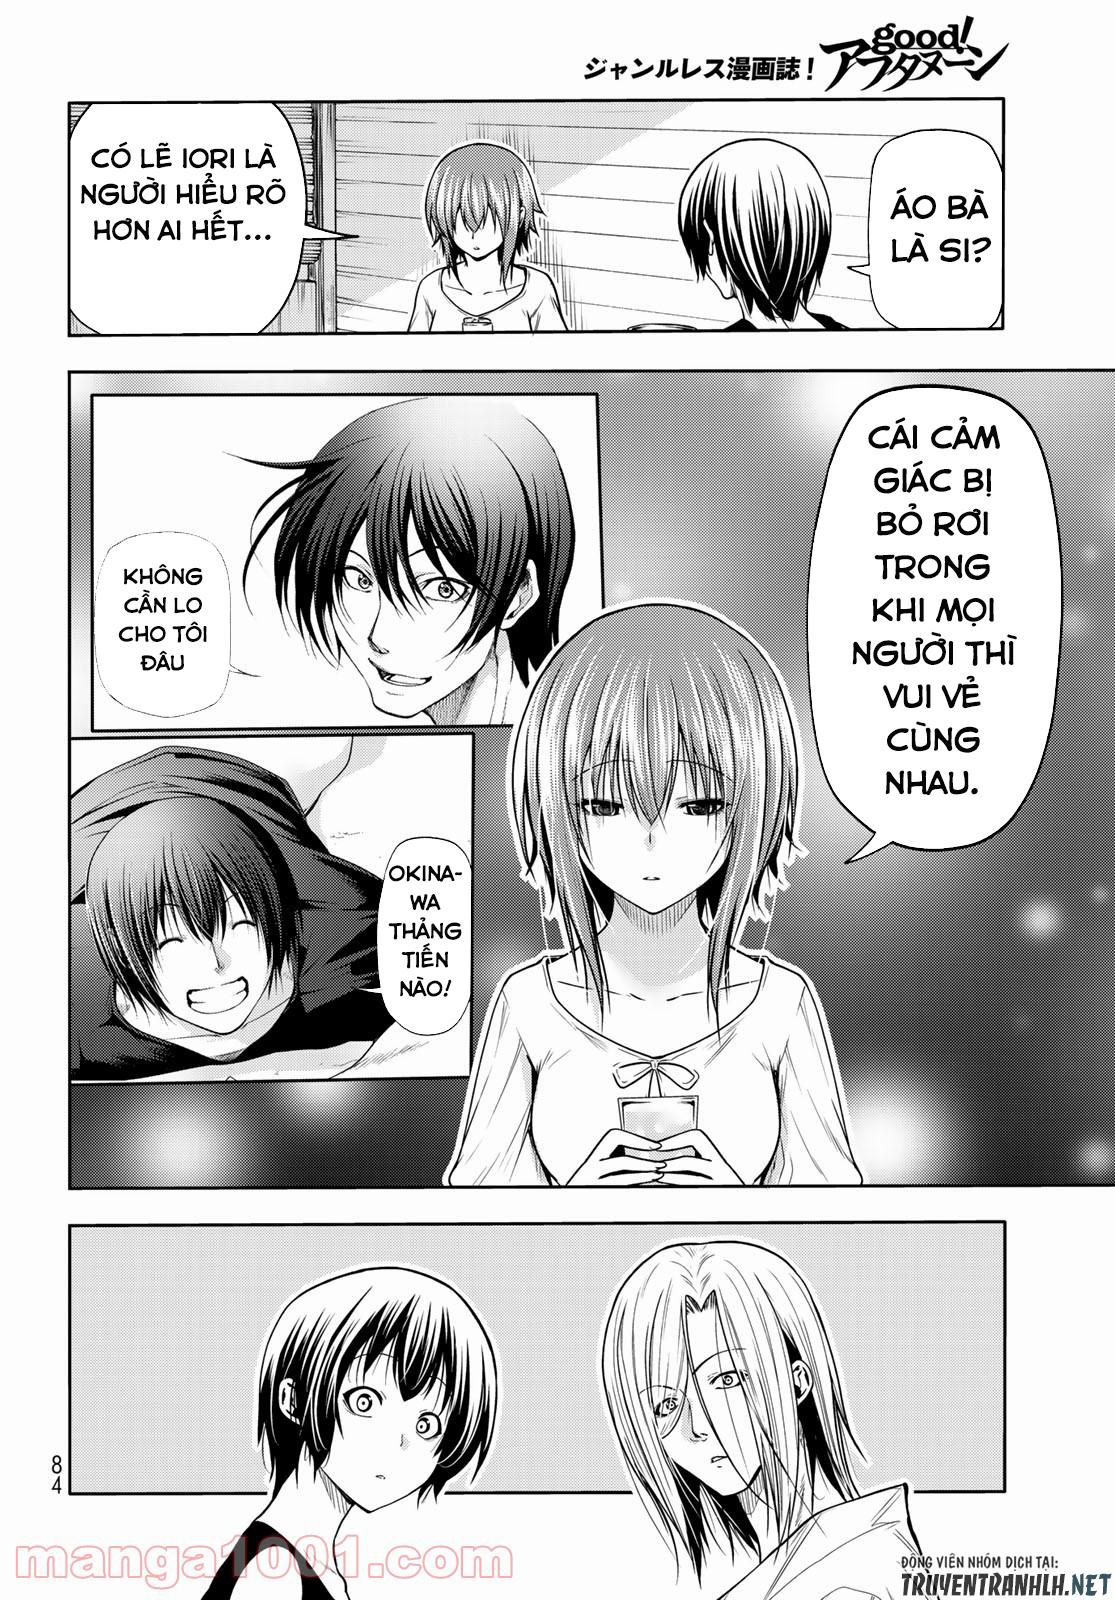 ジャンルレス漫画誌!
good!
アフタヌーン
CÓ LẼ IORI LÀ
NGƯỜI HIỂU RÕ
HƠN AI HẾT...
ÁO BÀ
LÀ SI?
CÁI CẢM
GIÁC BỊ
BỎ RƠI
TRONG
KHI MỌI
NGƯỜI THÌ
VUI VẺ
CÙNG
NHAU.
KHÔNG
CẦN LO
CHO TÔI
ĐÂU
OKINA-
WA
THẲNG
TIẾN
NÀO!
84
manga1001.com
ĐỘNG VIÊN NHÓM DỊCH TẠI:
TRUYENTRANHLH.NET